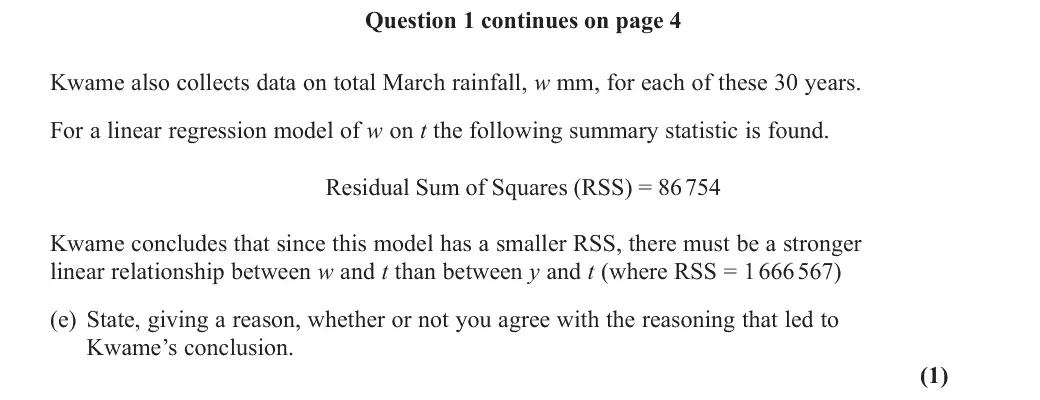 Question 1 continues on page 4
Kwame also collects data on total March rainfall, w mm, for each of these 30 years.
For a linear regression model of w on t the following summary statistic is found.
Residual Sum of Squares (RSS) = 86 754
Kwame concludes that since this model has a smaller RSS, there must be a stronger
linear relationship between w and t than between y and t (where RSS = 1 666 567)
(e) State, giving a reason, whether or not you agree with the reasoning that led to
Kwame’s conclusion.
(1)